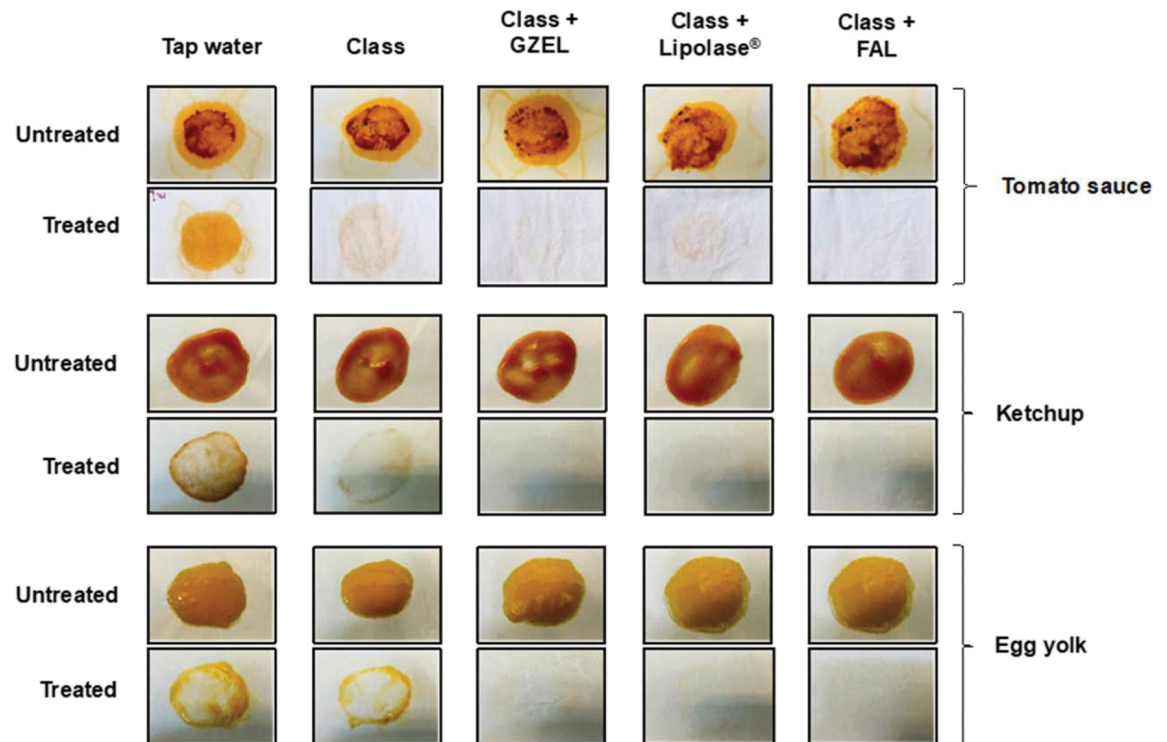 Tap water
Class
Class +
GZEL
Class +
Lipolase®
Class +
FAL
Untreated
Treated
Tomato sauce
Untreated
Treated
Ketchup
Untreated
Treated
Egg yolk